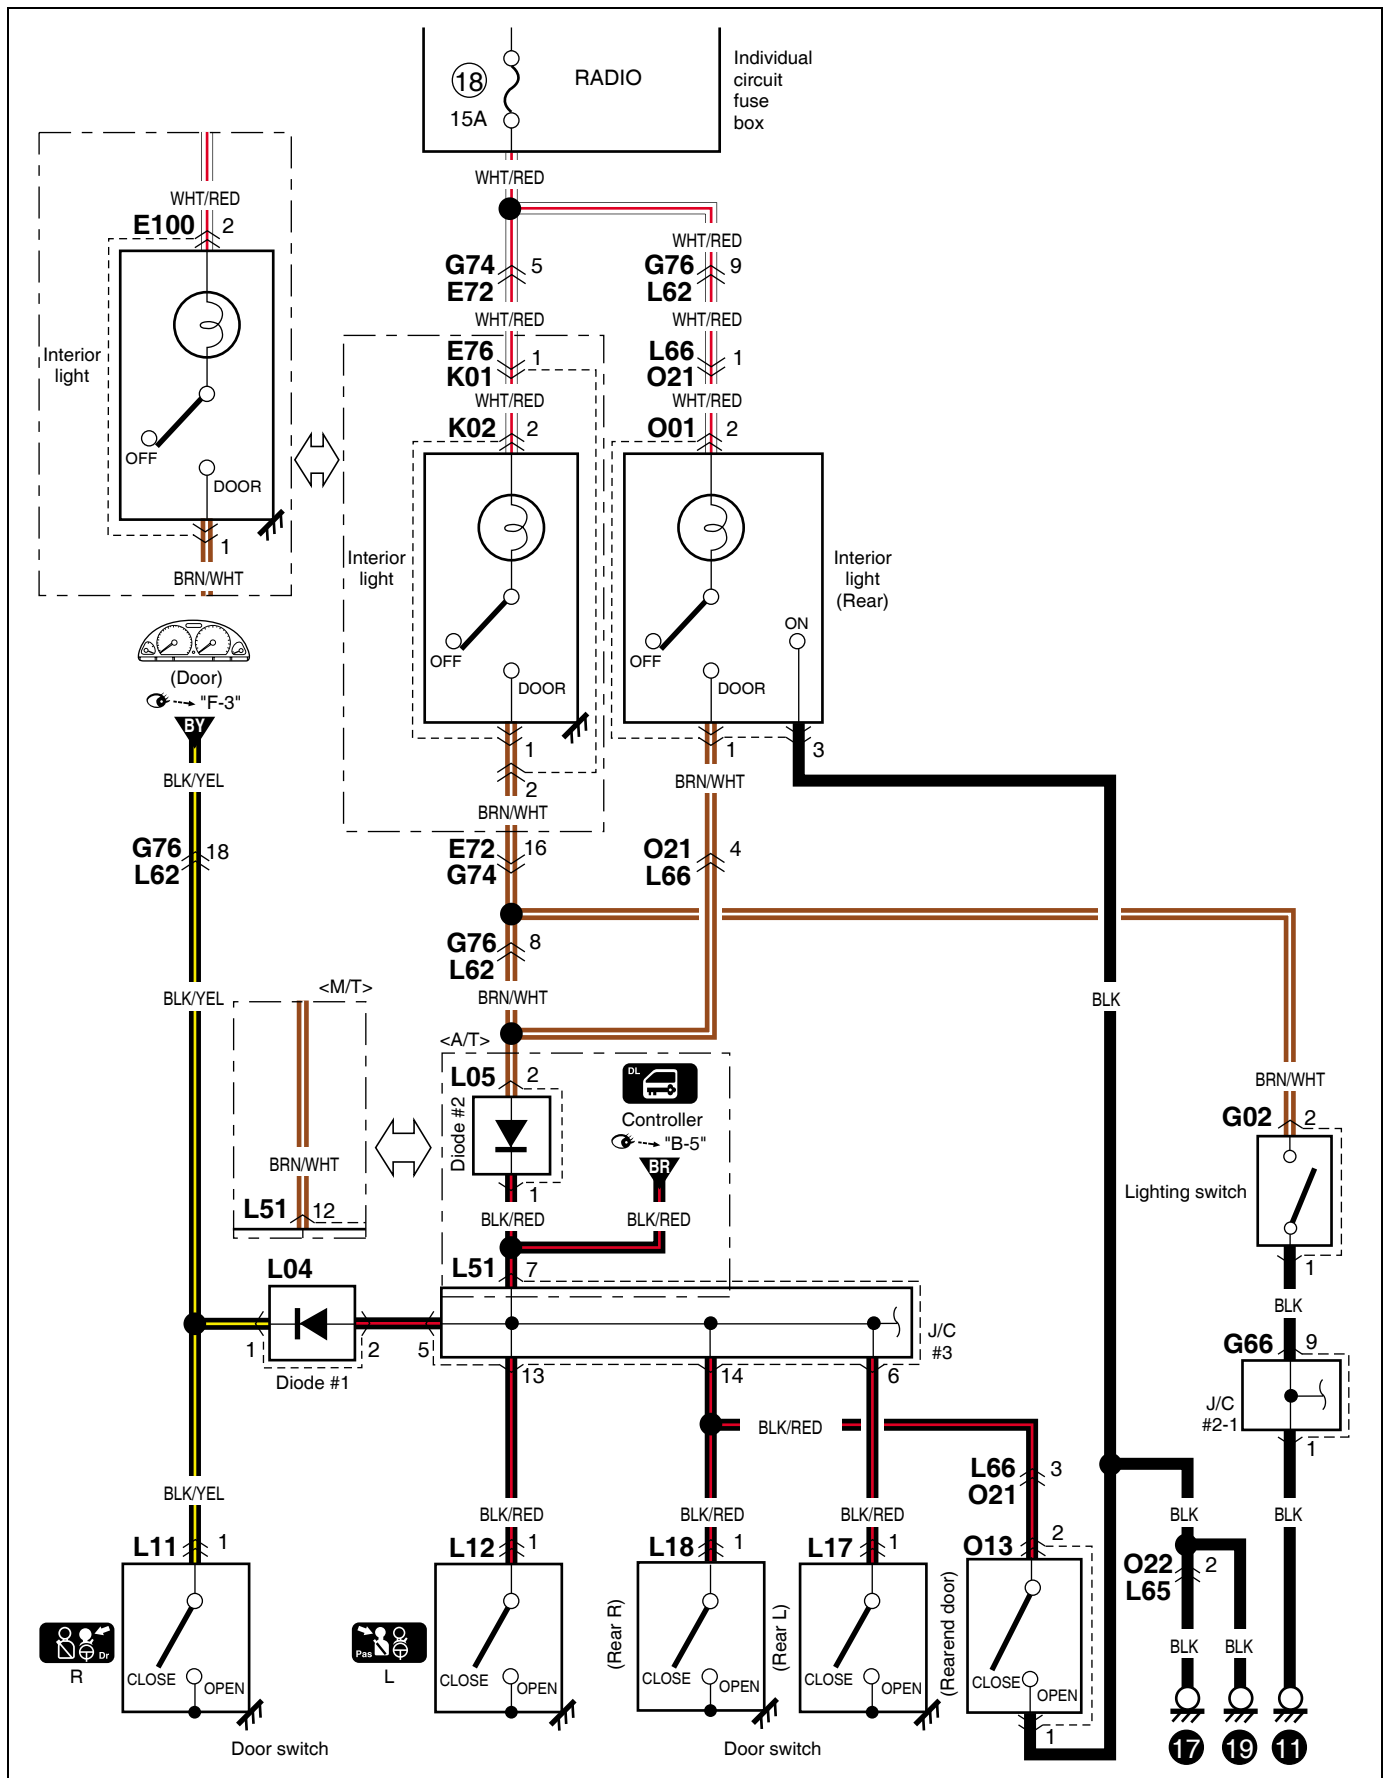 18
15A
RADIO
Individual
circuit
fuse
box
WHT/RED
WHT/RED
E100
2
WHT/RED
G74
E72
5
G76
L62
9
WHT/RED
WHT/RED
Interior
light
E76
K01
1
L66
O21
1
WHT/RED
WHT/RED
K02
2
O01
2
OFF
DOOR
1
BRN/WHT
Interior
light
Interior
light
(Rear)
OFF
DOOR
OFF
DOOR
ON
(Door)
"F-3"
BY
1
2
1
3
BLK/YEL
BRN/WHT
BRN/WHT
G76
L62
18
E72
G74
16
O21
L66
4
G76
L62
8
BLK/YEL
<M/T>
BRN/WHT
BLK
<A/T>
L05
2
DL
Controller
"B-5"
BR
Diode #2
1
BRN/WHT
G02
2
Lighting switch
1
BRN/WHT
L51
12
BLK/RED
BLK/RED
L51
7
L04
1
2
5
Diode #1
J/C
#3
BLK
G66
9
J/C
#2-1
1
13
14
6
BLK/RED
L66
O21
3
BLK/YEL
BLK/RED
BLK/RED
BLK/RED
BLK
BLK
L11
1
L12
1
L18
1
L17
1
O13
2
O22
L65
2
Dr
R
CLOSE
OPEN
Pas
L
CLOSE
OPEN
(Rear R)
CLOSE
OPEN
(Rear L)
CLOSE
OPEN
(Rearend door)
CLOSE
OPEN
1
BLK
BLK
Door switch
Door switch
17
19
11